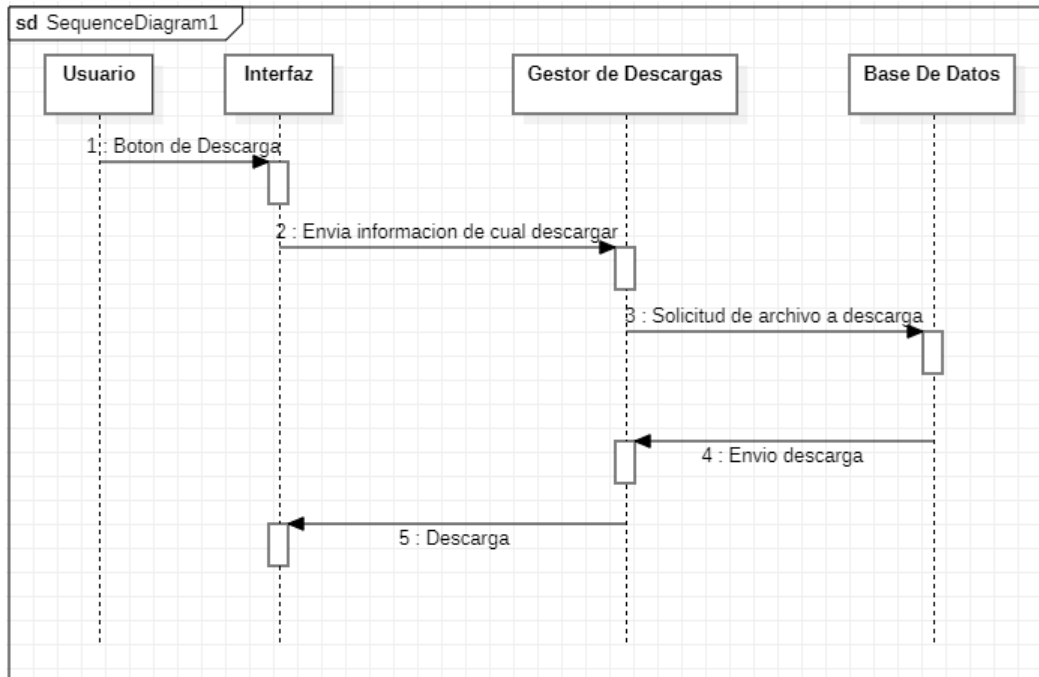 sd SequenceDiagram1
Usuario
Interfaz
Gestor de Descargas
Base De Datos
1 : Boton de Descarga
2 : Envia informacion de cual descargar
3 : Solicitud de archivo a descarga
4 : Envio descarga
5 : Descarga